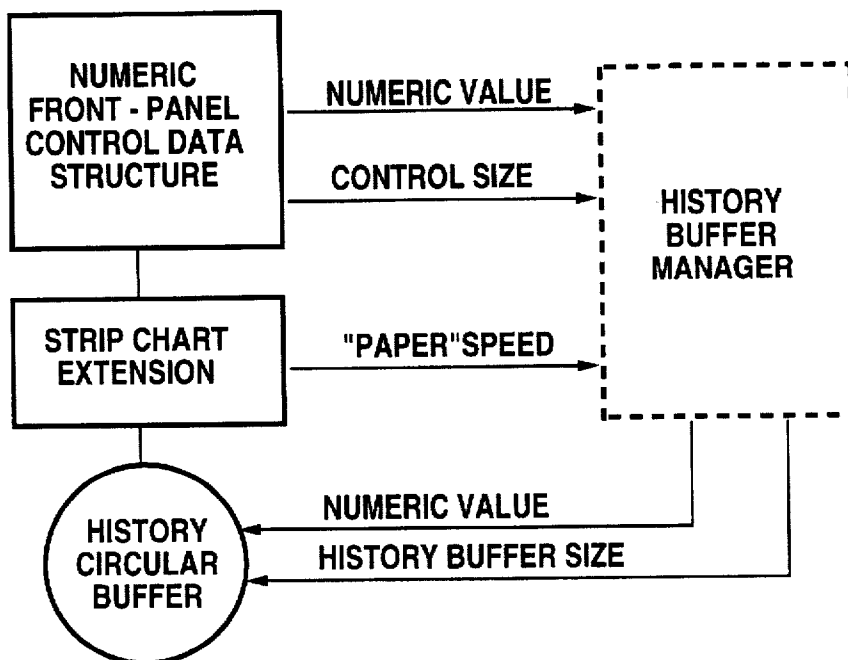 NUMERIC
FRONT - PANEL
CONTROL DATA
STRUCTURE
NUMERIC VALUE
CONTROL SIZE
HISTORY
BUFFER
MANAGER
STRIP CHART
EXTENSION
"PAPER"SPEED
HISTORY
CIRCULAR
BUFFER
NUMERIC VALUE
HISTORY BUFFER SIZE